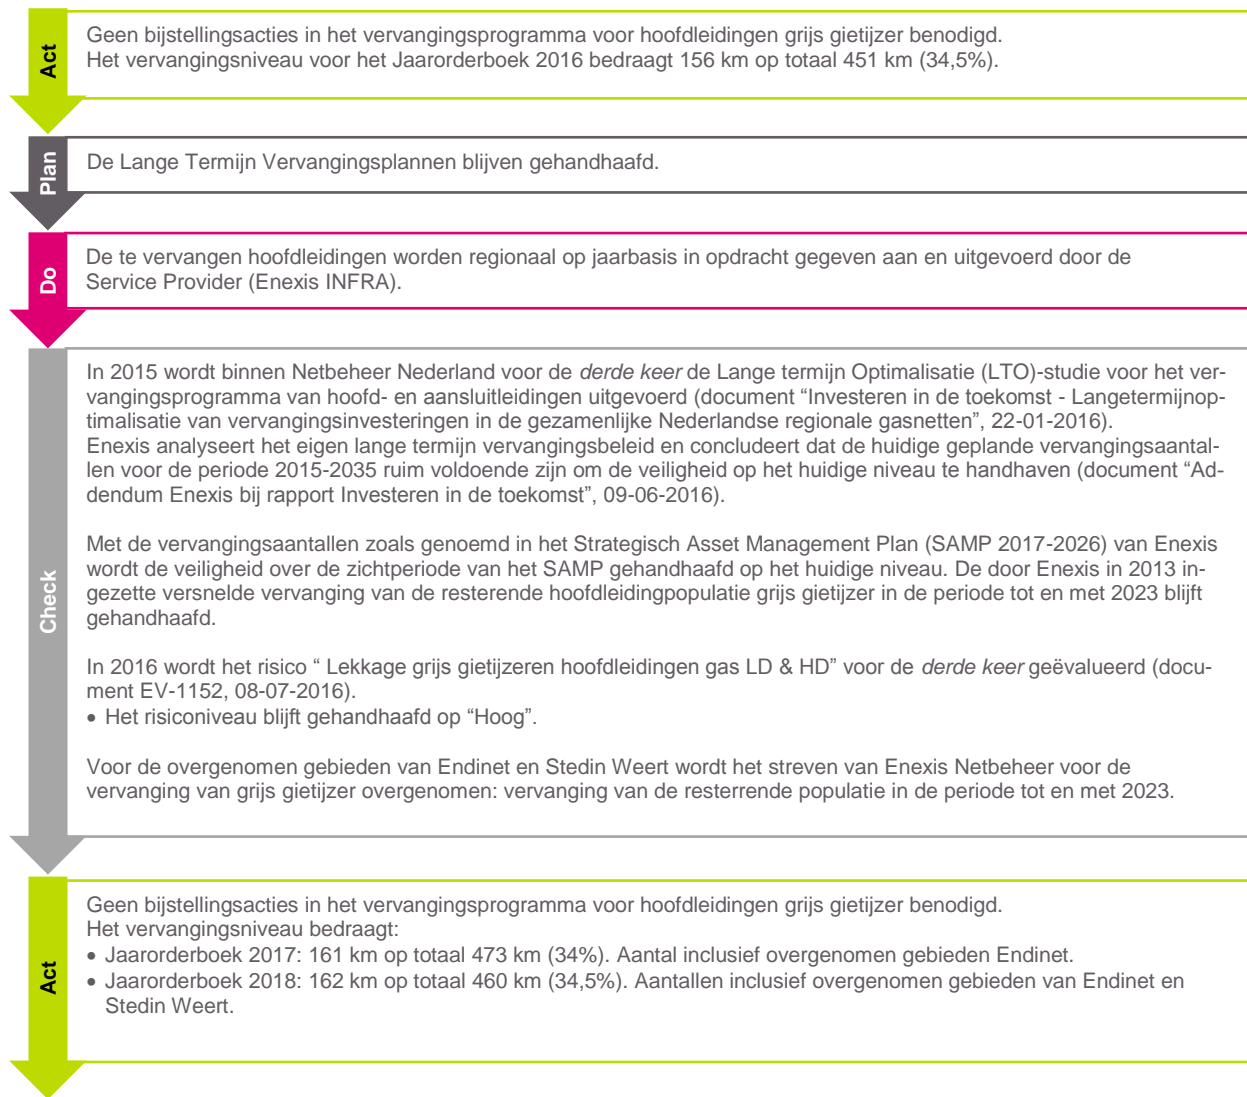 Act
Geen bijstellingsacties in het vervangingsprogramma voor hoofdleidingen grijs gietijzer benodigd.
Het vervangingsniveau voor het Jaarorderboek 2016 bedraagt 156 km op totaal 451 km (34,5%).
Plan
De Lange Termijn Vervangingsplannen blijven gehandhaafd.
Do
De te vervangen hoofdleidingen worden regionaal op jaarbasis in opdracht gegeven aan en uitgevoerd door de
Service Provider (Enexis INFRA).
Check
In 2015 wordt binnen Netbeheer Nederland voor de derde keer de Lange termijn Optimalisatie (LTO)-studie voor het ver-
vangingsprogramma van hoofd- en aansluitleidingen uitgevoerd (document “Investeren in de toekomst - Langetermijnop-
timalisatie van vervangingsinvesteringen in de gezamenlijke Nederlandse regionale gasnetten”, 22-01-2016).
Enexis analyseert het eigen lange termijn vervangingsbeleid en concludeert dat de huidige geplande vervangingsaantal-
len voor de periode 2015-2035 ruim voldoende zijn om de veiligheid op het huidige niveau te handhaven (document “Ad-
dendum Enexis bij rapport Investeren in de toekomst”, 09-06-2016).
Met de vervangingsaantallen zoals genoemd in het Strategisch Asset Management Plan (SAMP 2017-2026) van Enexis
wordt de veiligheid over de zichtperiode van het SAMP gehandhaafd op het huidige niveau. De door Enexis in 2013 in-
gezette versnelde vervanging van de resterende hoofdleidingpopulatie grijs gietijzer in de periode tot en met 2023 blijft
gehandhaafd.
In 2016 wordt het risico “ Lekkage grijs gietijzeren hoofdleidingen gas LD & HD” voor de derde keer geëvalueerd (docu-
ment EV-1152, 08-07-2016).
• Het risiconiveau blijft gehandhaafd op “Hoog”.
Voor de overgenomen gebieden van Endinet en Stedin Weert wordt het streven van Enexis Netbeheer voor de
vervanging van grijs gietijzer overgenomen: vervanging van de resterrende populatie in de periode tot en met 2023.
Act
Geen bijstellingsacties in het vervangingsprogramma voor hoofdleidingen grijs gietijzer benodigd.
Het vervangingsniveau bedraagt:
• Jaarorderboek 2017: 161 km op totaal 473 km (34%). Aantal inclusief overgenomen gebieden Endinet.
• Jaarorderboek 2018: 162 km op totaal 460 km (34,5%). Aantallen inclusief overgenomen gebieden van Endinet en
Stedin Weert.